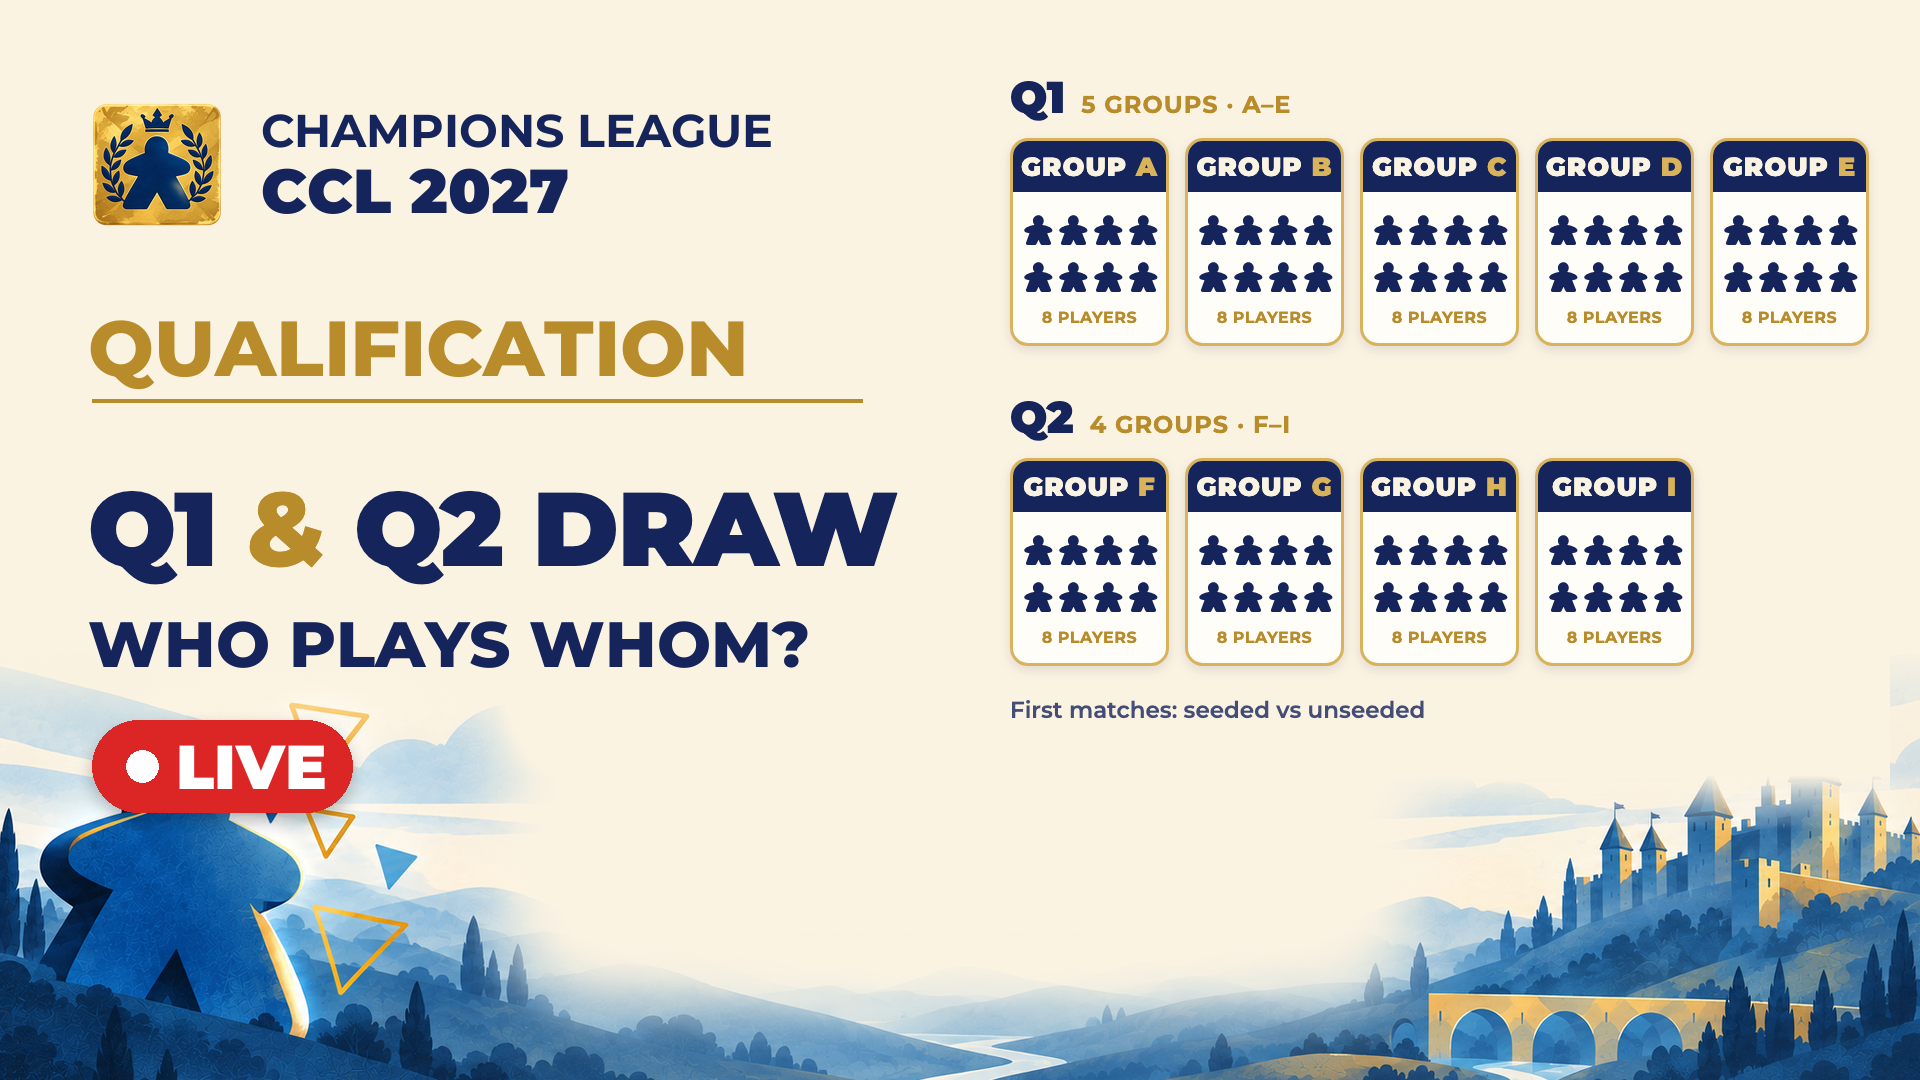 CHAMPIONS LEAGUE
CCL 2027
QUALIFICATION
Q1 & Q2 DRAW
WHO PLAYS WHOM?
LIVE
Q1 5 GROUPS · A–E
GROUP A GROUP B GROUP C GROUP D GROUP E
8 PLAYERS 8 PLAYERS 8 PLAYERS 8 PLAYERS 8 PLAYERS
Q2 4 GROUPS · F–I
GROUP F GROUP G GROUP H GROUP I
8 PLAYERS 8 PLAYERS 8 PLAYERS 8 PLAYERS
First matches: seeded vs unseeded